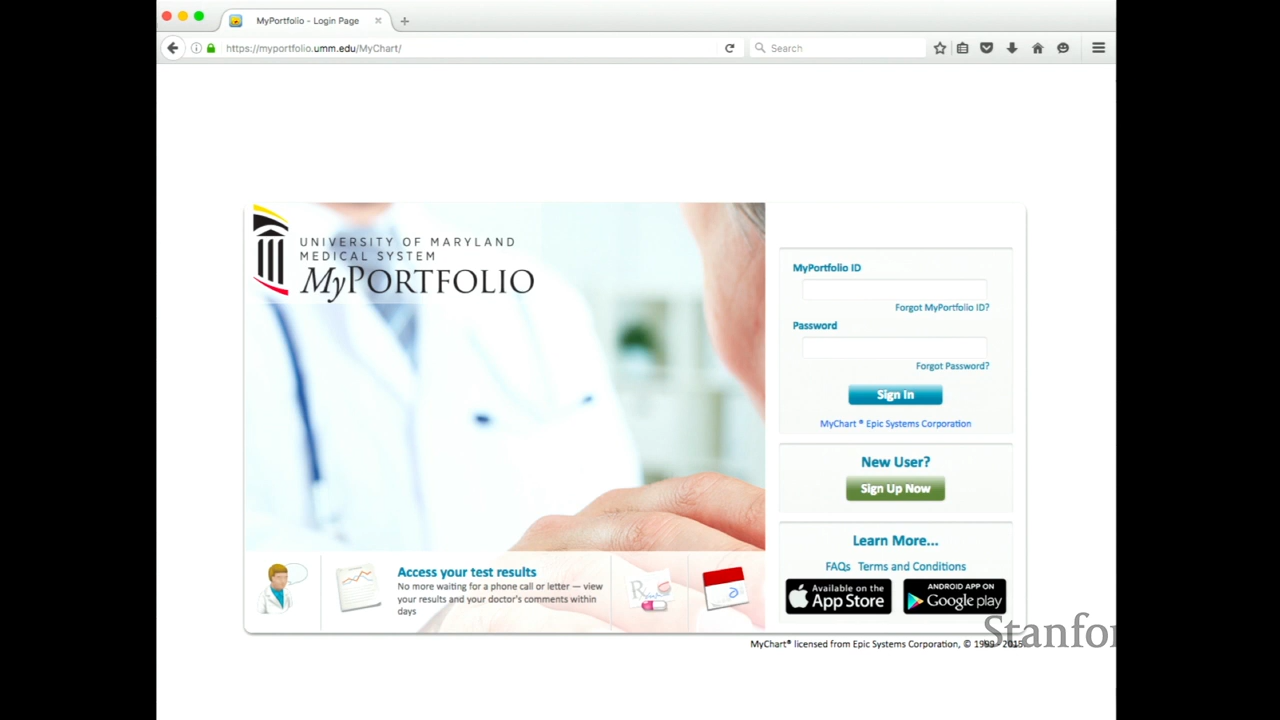 MyPortfolio - Login Page
https://myportfolio.umm.edu/MyChart/
Search
UNIVERSITY OF MARYLAND
MEDICAL SYSTEM
MyPORTFOLIO
MyPortfolio ID
Forgot MyPortfolio ID?
Password
Forgot Password?
Sign In
MyChart ® Epic Systems Corporation
New User?
Sign Up Now
Learn More...
FAQs Terms and Conditions
Available on the
App Store
ANDROID APP ON
Google play
Access your test results
No more waiting for a phone call or letter — view
your results and your doctor's comments within
days
Stanfor
MyChart® licensed from Epic Systems Corporation, © 1999 - 2015.